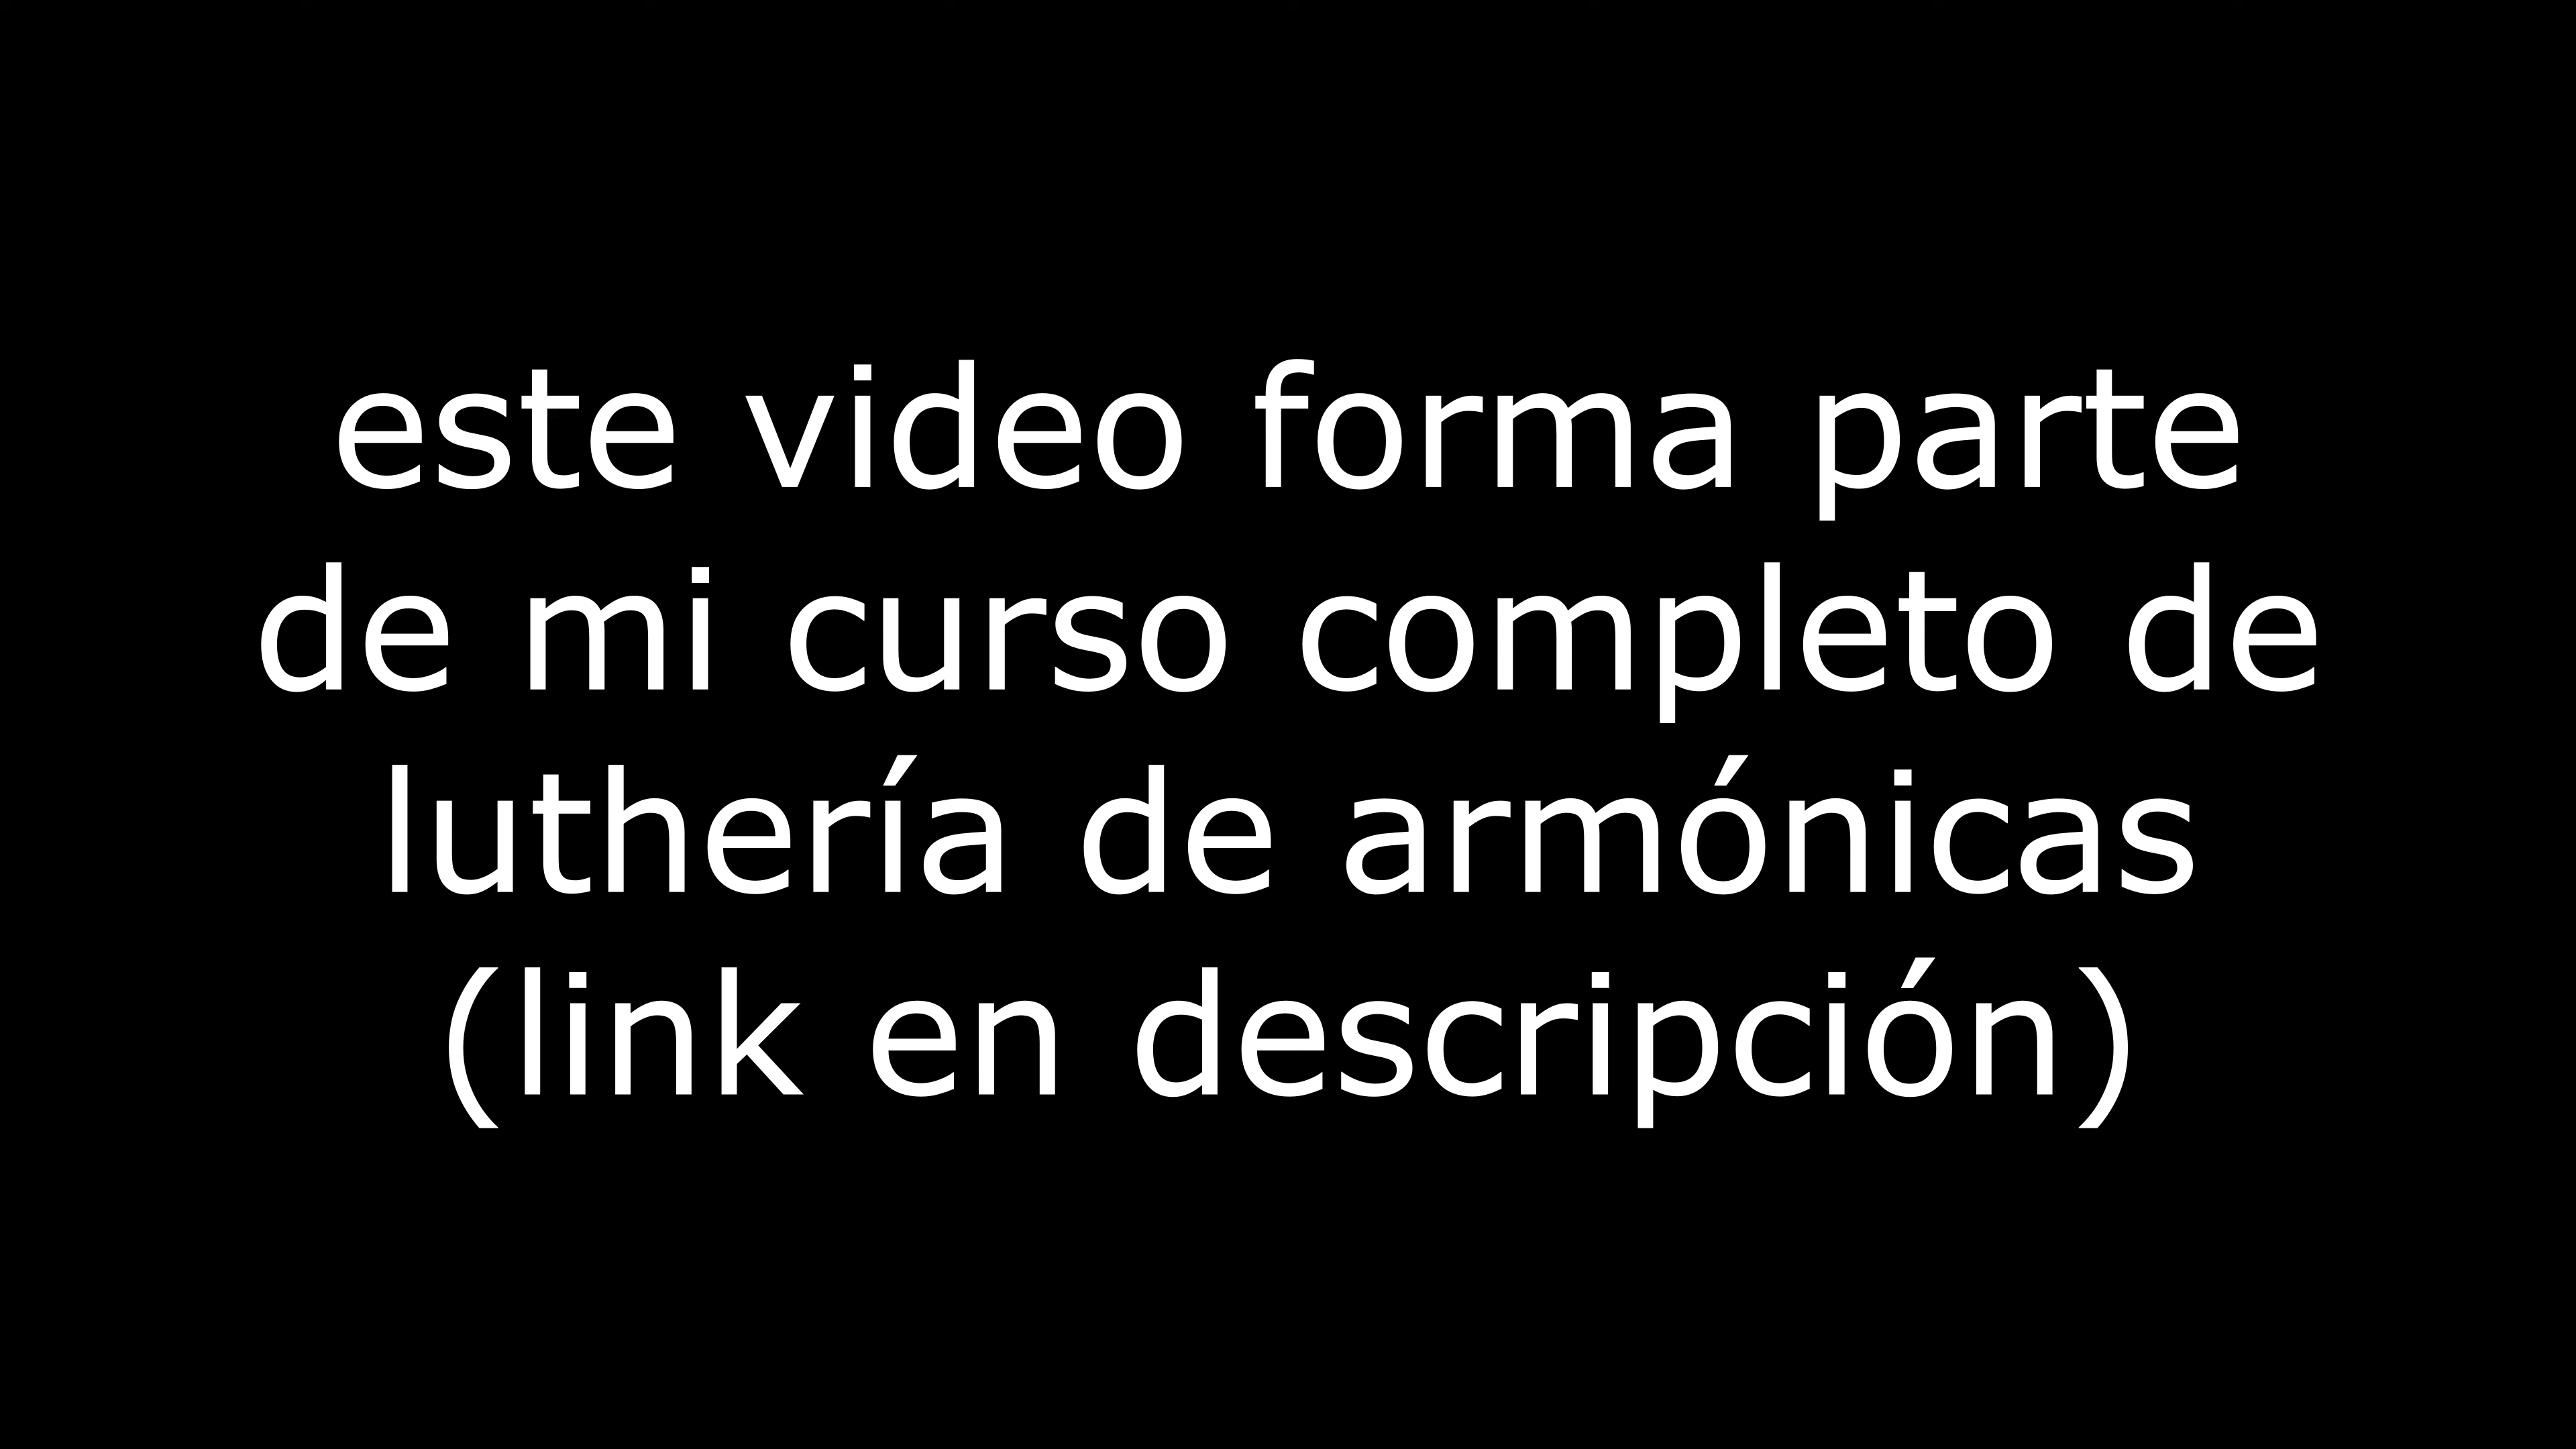 este video forma parte
de mi curso completo de
luthería de armónicas
(link en descripción)